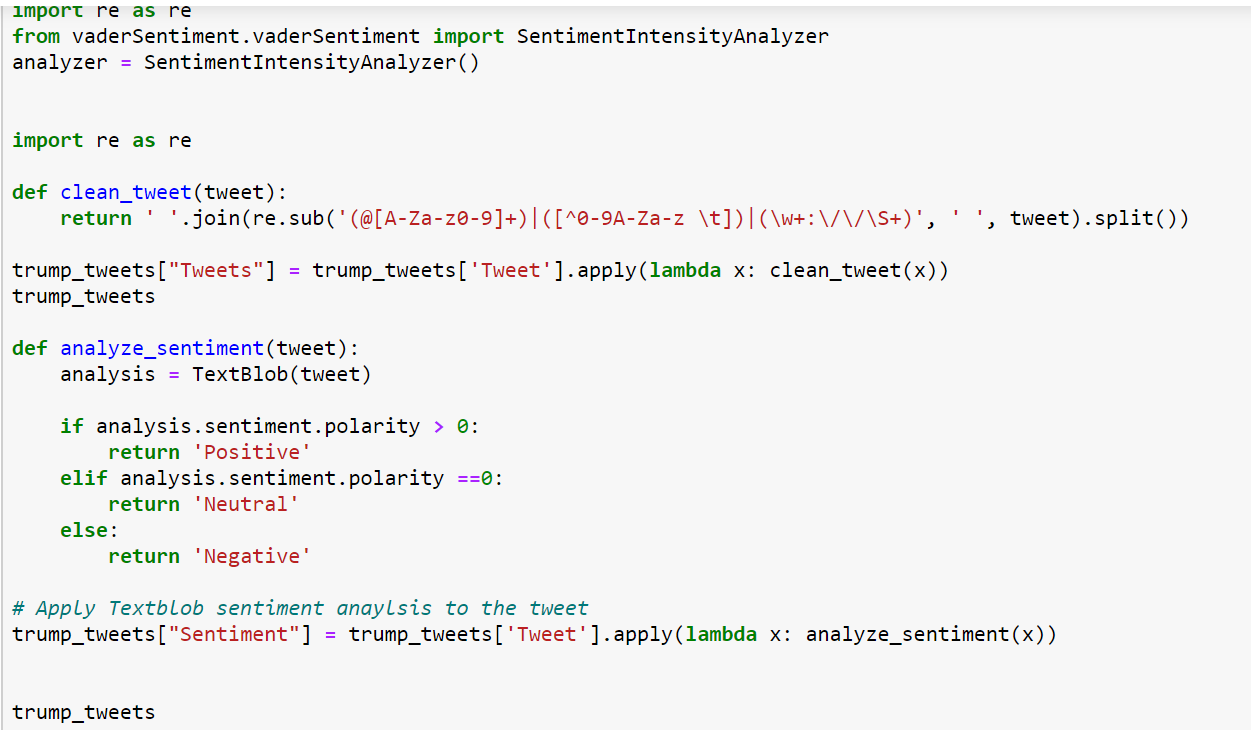 import re as re
from vaderSentiment.vaderSentiment import SentimentIntensityAnalyzer
analyzer = SentimentIntensityAnalyzer()
import re as re
def clean_tweet(tweet):
    return ' '.join(re.sub('(@[A-Za-z0-9]+)|([^0-9A-Za-z \t])|(\w+:\/\/\S+)', ' ', tweet).split())
trump_tweets["Tweets"] = trump_tweets['Tweet'].apply(lambda x: clean_tweet(x))
trump_tweets
def analyze_sentiment(tweet):
    analysis = TextBlob(tweet)
    if analysis.sentiment.polarity > 0:
        return 'Positive'
    elif analysis.sentiment.polarity ==0:
        return 'Neutral'
    else:
        return 'Negative'
# Apply Textblob sentiment anaylsis to the tweet
trump_tweets["Sentiment"] = trump_tweets['Tweet'].apply(lambda x: analyze_sentiment(x))
trump_tweets